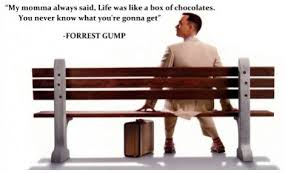 "My momma always said, Life was like a box of chocolates.
You never know what you're gonna get"
-FORREST GUMP